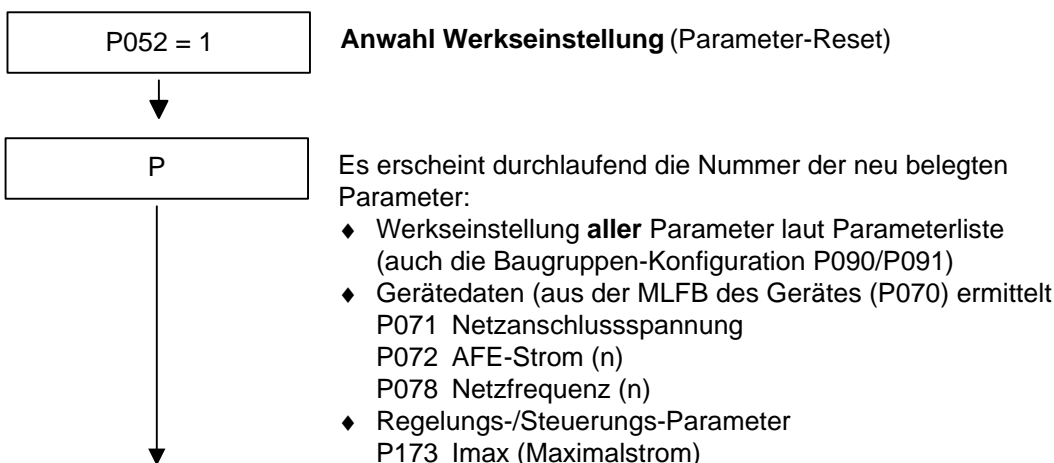 P052 = 1
Anwahl Werkseinstellung (Parameter-Reset)
P
Es erscheint durchlaufend die Nummer der neu belegten
Parameter:
♦ Werkseinstellung aller Parameter laut Parameterliste
(auch die Baugruppen-Konfiguration P090/P091)
♦ Gerätedaten (aus der MLFB des Gerätes (P070) ermittelt
P071 Netzanschlussspannung
P072 AFE-Strom (n)
P078 Netzfrequenz (n)
♦ Regelungs-/Steuerungs-Parameter
P173 Imax (Maximalstrom)